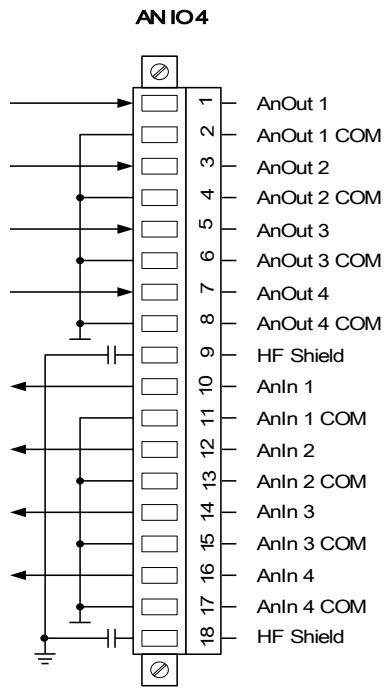 AN IO4
1 AnOut 1
2 AnOut 1 COM
3 AnOut 2
4 AnOut 2 COM
5 AnOut 3
6 AnOut 3 COM
7 AnOut 4
8 AnOut 4 COM
9 HF Shield
10 AnIn 1
11 AnIn 1 COM
12 AnIn 2
13 AnIn 2 COM
14 AnIn 3
15 AnIn 3 COM
16 AnIn 4
17 AnIn 4 COM
18 HF Shield